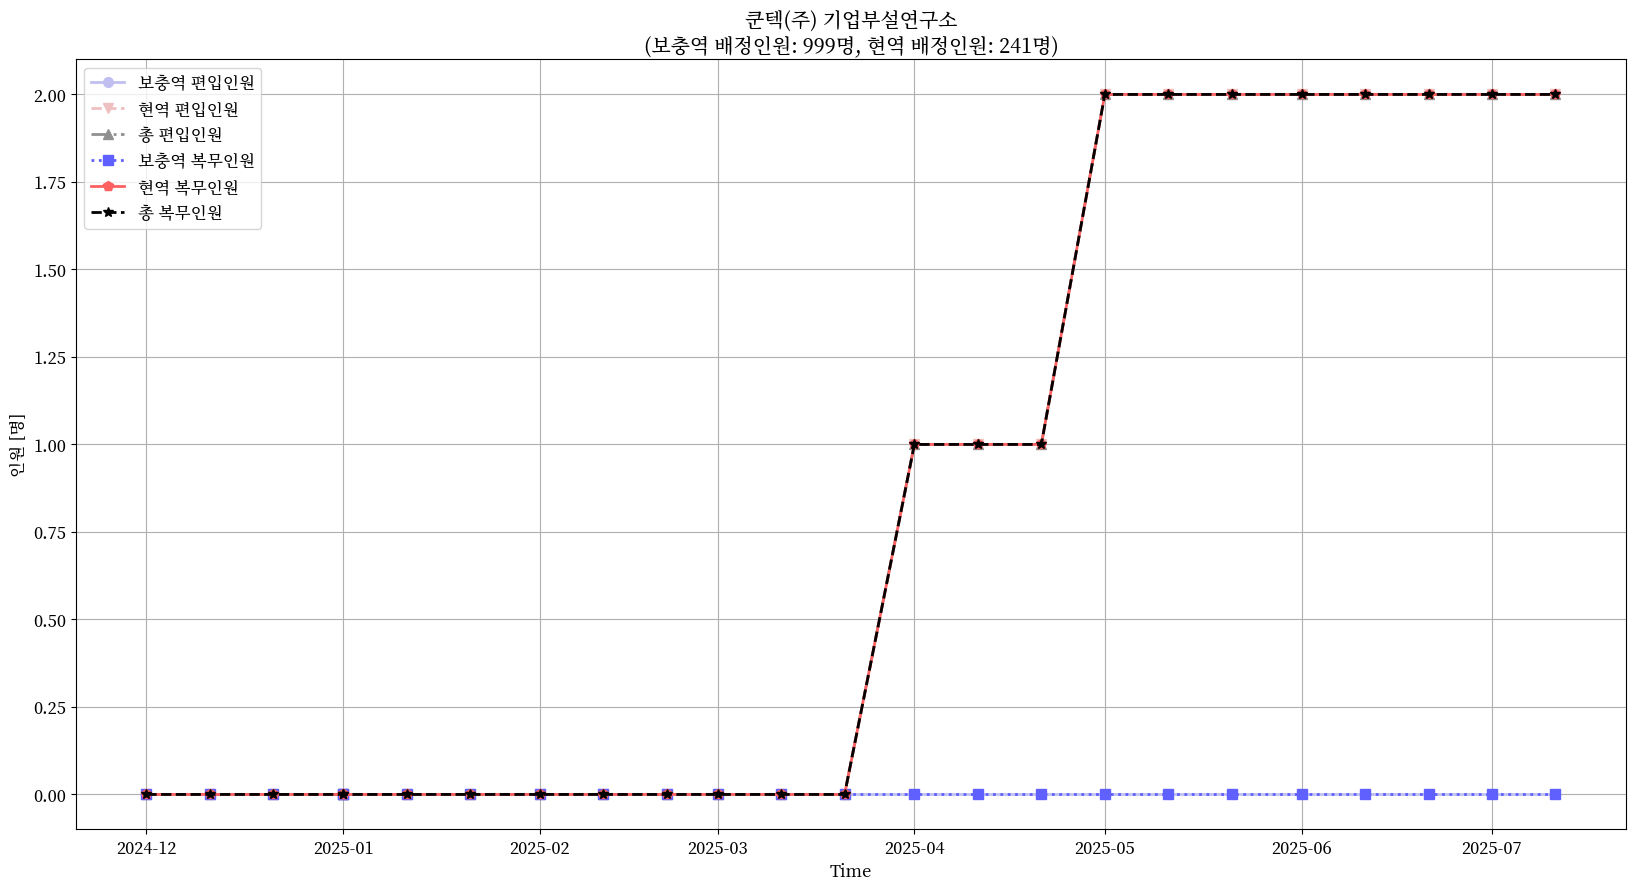 쿤텍(주) 기업부설연구소
(보충역 배정인원: 999명, 현역 배정인원: 241명)
보충역 편입인원
현역 편입인원
총 편입인원
보충역 복무인원
현역 복무인원
총 복무인원
2.00
1.75
1.50
1.25
1.00
0.75
0.50
0.25
0.00
인원 [명]
2024-12 2025-01 2025-02 2025-03 2025-04 2025-05 2025-06 2025-07
Time